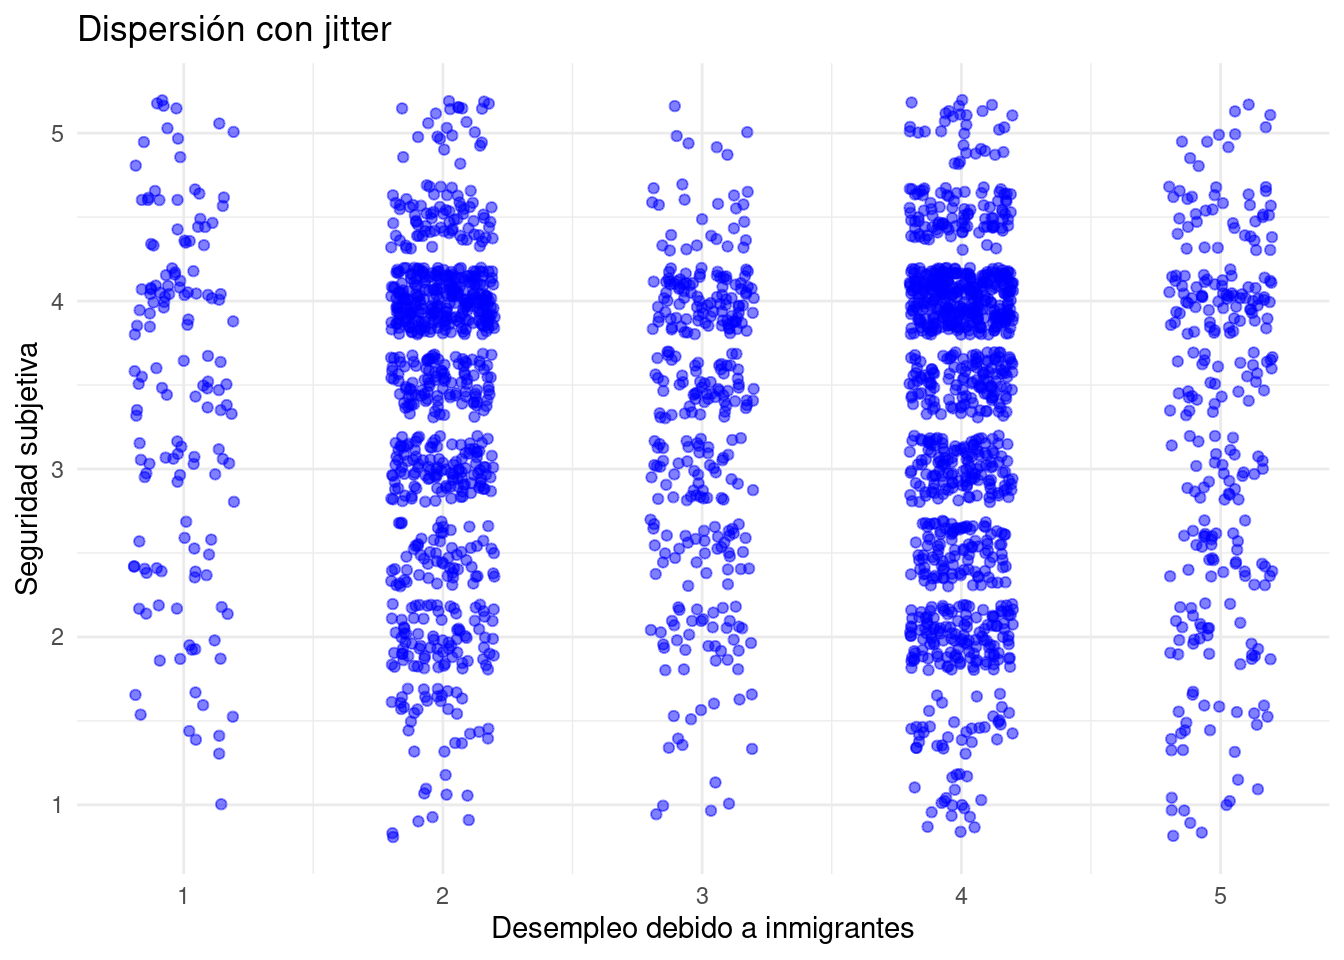 Dispersión con jitter
Seguridad subjetiva
5
4
3
2
1
1 2 3 4 5
Desempleo debido a inmigrantes